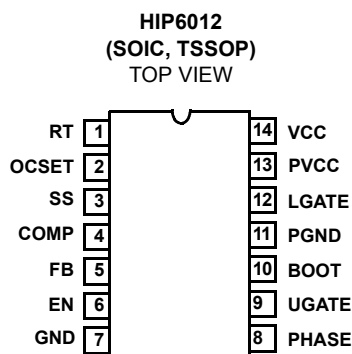 HIP6012
(SOIC, TSSOP)
TOP VIEW
RT 1 14 VCC
OCSET 2 13 PVCC
SS 3 12 LGATE
COMP 4 11 PGND
FB 5 10 BOOT
EN 6 9 UGATE
GND 7 8 PHASE